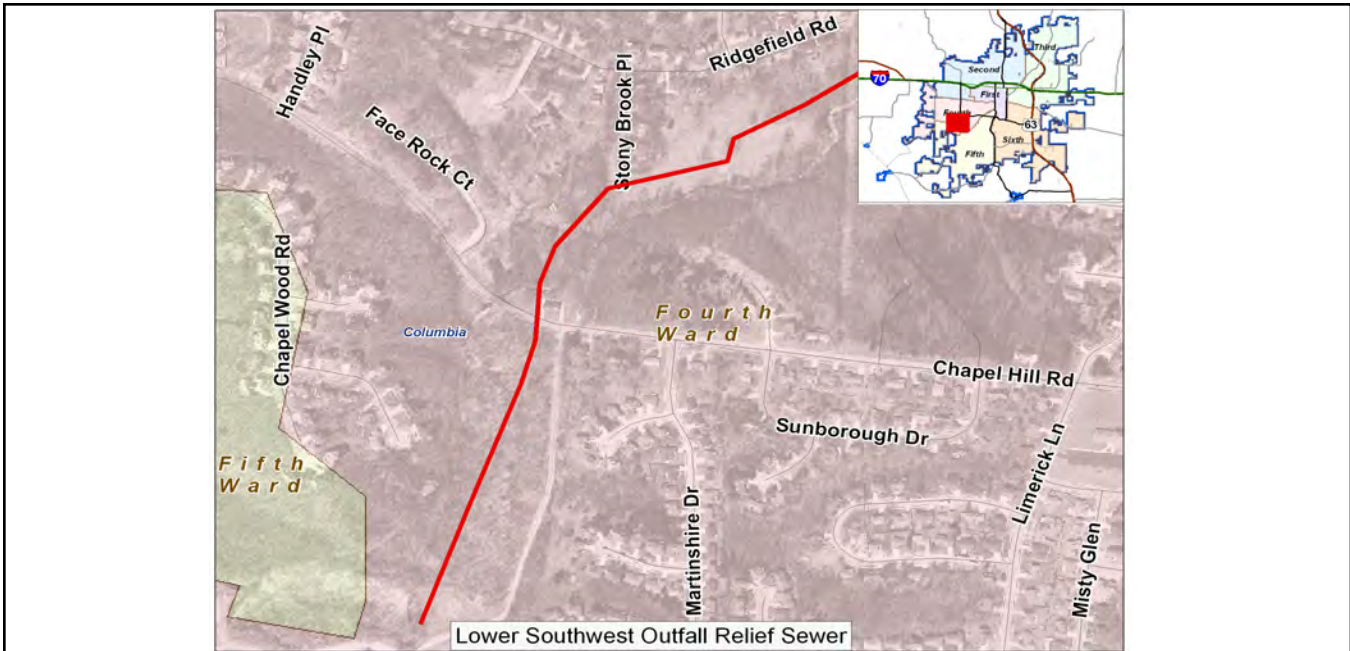 Handley Pl
Face Rock Ct
Stony Brook Pl
Ridgefield Rd
70
Second
Third
First
Fourth
63
Fifth
Sixth
Chapel Wood Rd
Columbia
Fourth
Ward
Chapel Hill Rd
Sunborough Dr
Fifth
Ward
Martinshire Dr
Limerick Ln
Misty Glen
Lower Southwest Outfall Relief Sewer